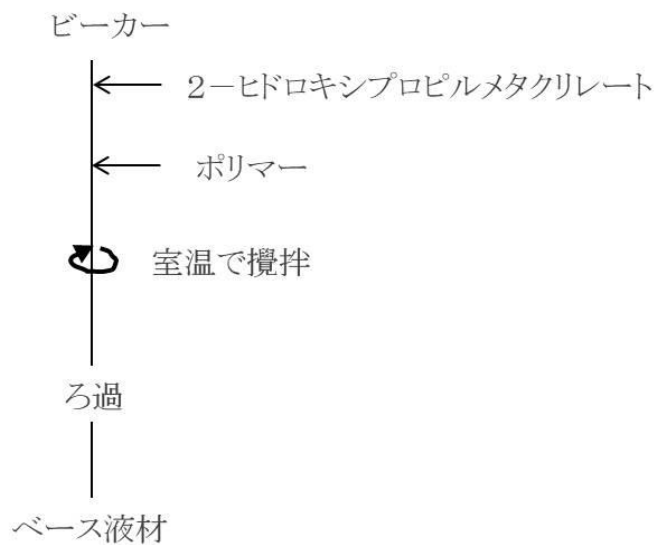 ビーカー
２－ヒドロキシプロピルメタクリレート
ポリマー
室温で攪拌
ろ過
ベース液材